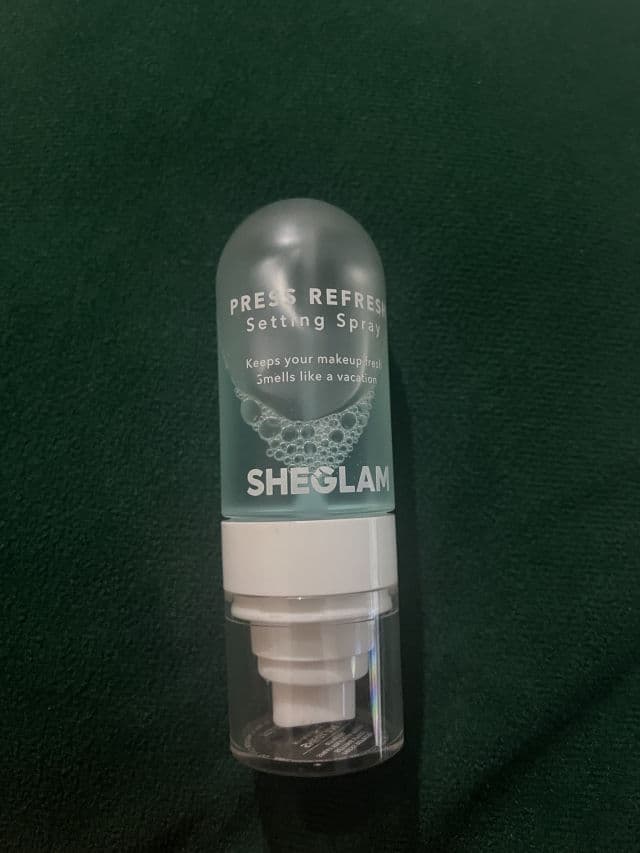 PRESS REFRESH
Setting Spray
Keeps your makeup fresh
Smells like a vacation
SHEGLAM